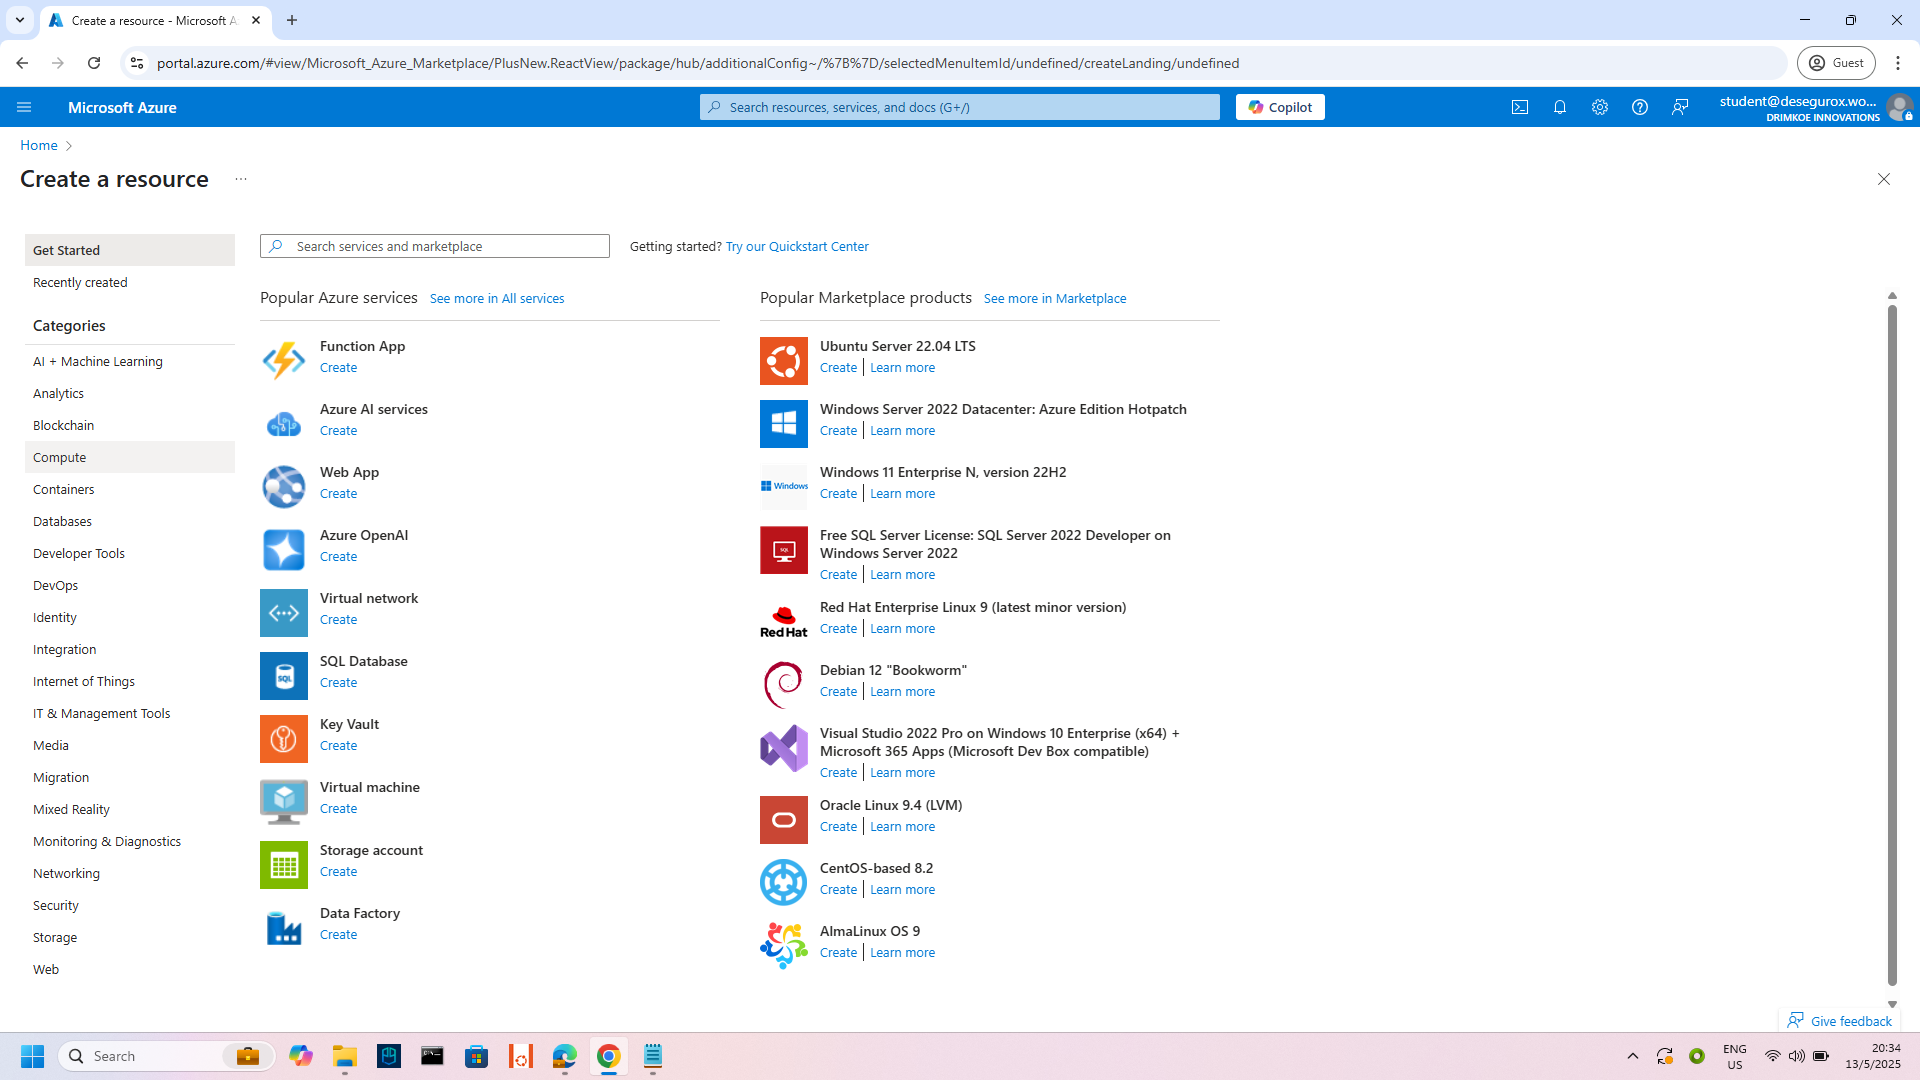 Create a resource - Microsoft A
portal.azure.com/#view/Microsoft_Azure_Marketplace/PlusNew.ReactView/package/hub/additionalConfig~/%7B%7D/selectedMenuItemId/undefined/createLanding/undefined
Guest
Microsoft Azure
Search resources, services, and docs (G+/)
Copilot
student@desegurox.wo...
DRIMKOE INNOVATIONS
Home
Create a resource
...
Get Started
Recently created
Categories
AI + Machine Learning
Analytics
Blockchain
Compute
Containers
Databases
Developer Tools
DevOps
Identity
Integration
Internet of Things
IT & Management Tools
Media
Migration
Mixed Reality
Monitoring & Diagnostics
Networking
Security
Storage
Web
Search services and marketplace
Getting started? Try our Quickstart Center
Popular Azure services See more in All services
Function App
Create
Azure AI services
Create
Web App
Create
Azure OpenAI
Create
Virtual network
Create
SQL
SQL Database
Create
Key Vault
Create
Virtual machine
Create
Storage account
Create
Data Factory
Create
Popular Marketplace products See more in Marketplace
Ubuntu Server 22.04 LTS
Create | Learn more
Windows Server 2022 Datacenter: Azure Edition Hotpatch
Create | Learn more
Windows
Windows 11 Enterprise N, version 22H2
Create | Learn more
SQL
Free SQL Server License: SQL Server 2022 Developer on
Windows Server 2022
Create | Learn more
Red Hat
Red Hat Enterprise Linux 9 (latest minor version)
Create | Learn more
Debian 12 "Bookworm"
Create | Learn more
Visual Studio 2022 Pro on Windows 10 Enterprise (x64) +
Microsoft 365 Apps (Microsoft Dev Box compatible)
Create | Learn more
Oracle Linux 9.4 (LVM)
Create | Learn more
CentOS-based 8.2
Create | Learn more
AlmaLinux OS 9
Create | Learn more
Give feedback
Search
ENG
US
20:34
13/5/2025